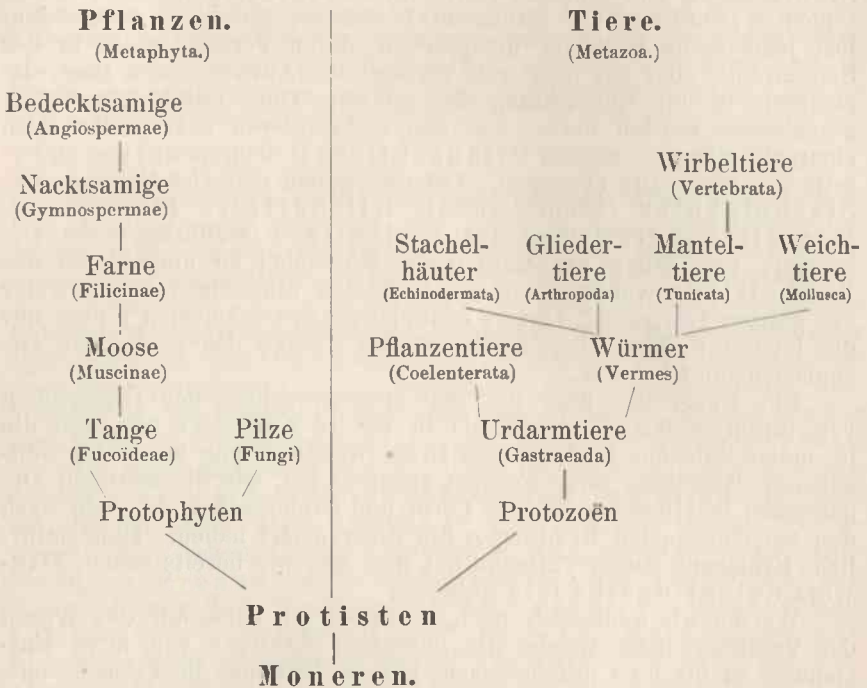 Pflanzen.
(Metaphyta.)
Bedecktsamige
(Angiospermae)
Nacktsamige
(Gymnospermae)
Farne
(Filicinae)
Moose
(Muscinae)
Tange
(Fucoideae)
Pilze
(Fungi)
Protophyten
Tiere.
(Metazoa.)
Wirbeltiere
(Vertebrata)
Stachel-
häuter
(Echinodermata)
Glieder-
tiere
(Arthropoda)
Mantel-
tiere
(Tunicata)
Weich-
tiere
(Mollusca)
Pflanzentiere
(Coelenterata)
Würmer
(Vermes)
Urdarmtiere
(Gastraeada)
Protozoën
Protisten
Moneren.